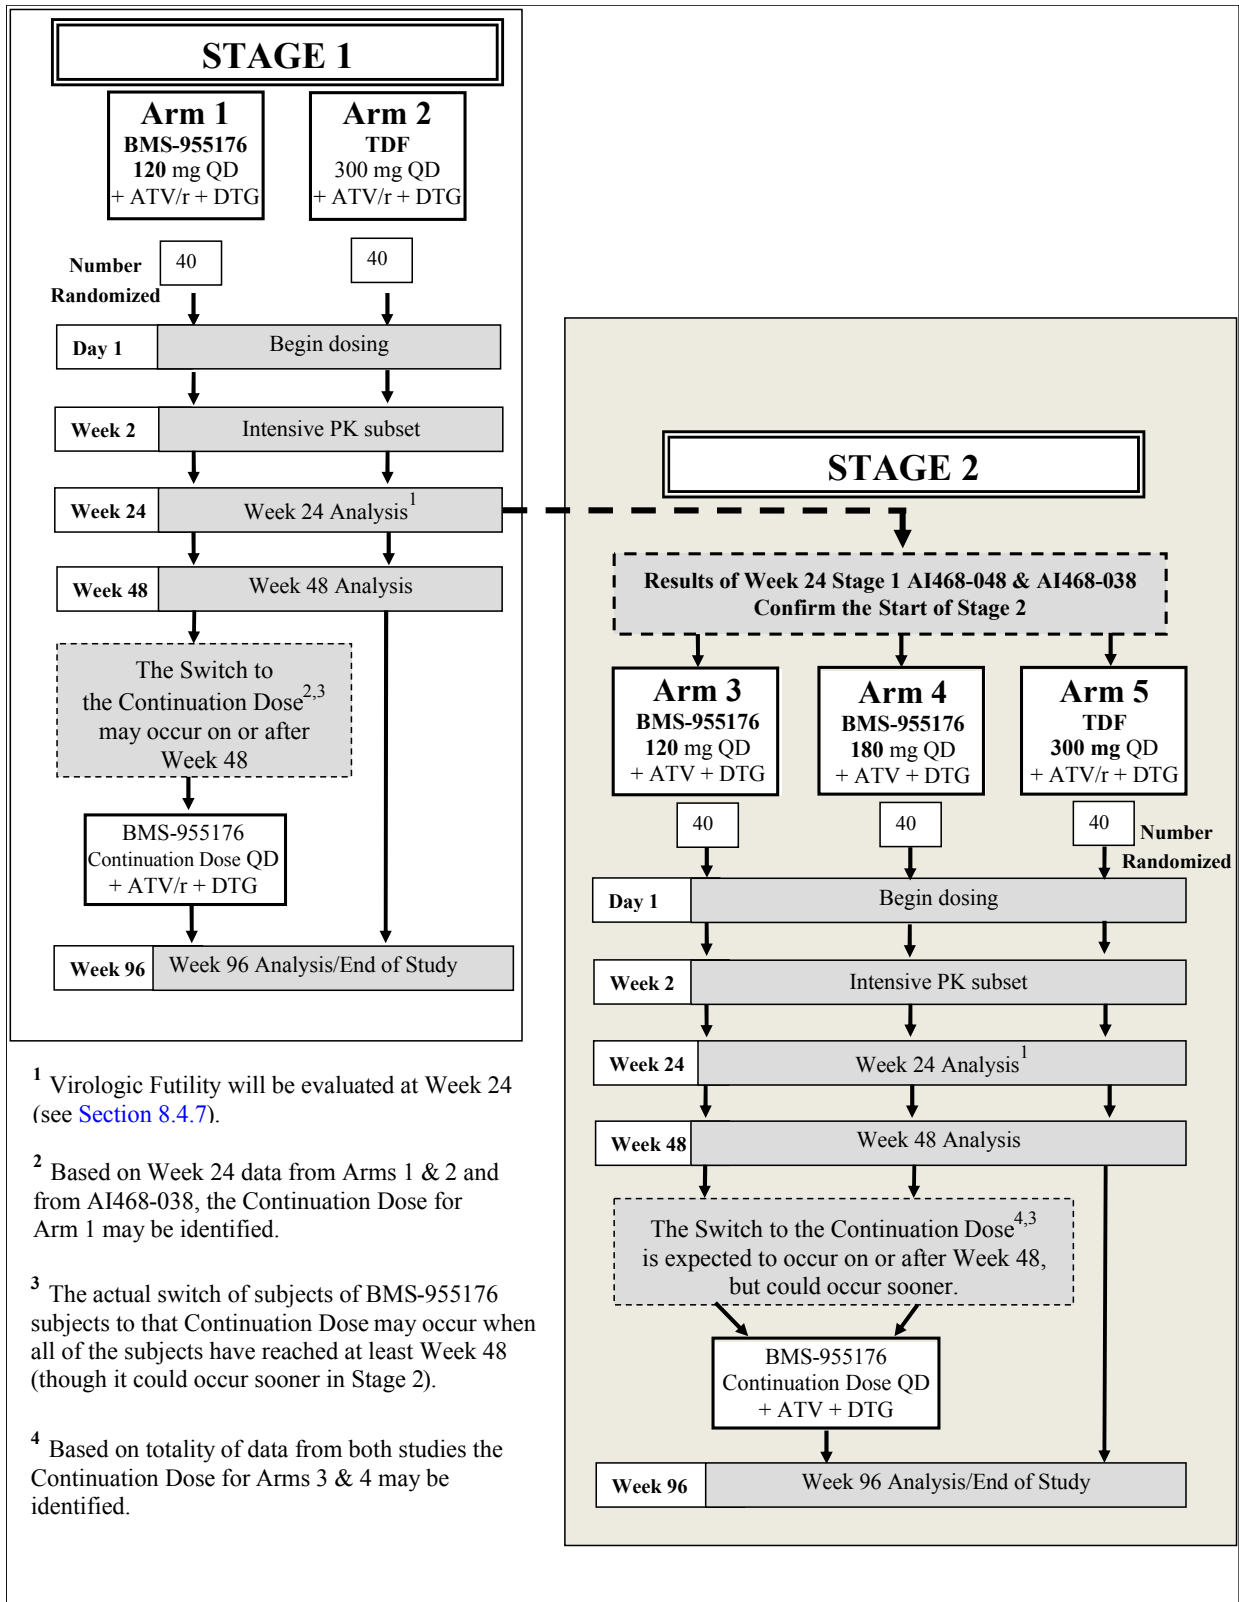 STAGE 1
Arm 1
BMS-955176
120 mg QD
+ ATV/r + DTG
Arm 2
TDF
300 mg QD
+ ATV/r + DTG
Number
Randomized
40
40
Day 1
Begin dosing
Week 2
Intensive PK subset
Week 24
Week 24 Analysis1
Week 48
Week 48 Analysis
The Switch to
the Continuation Dose2,3
may occur on or after
Week 48
BMS-955176
Continuation Dose QD
+ ATV/r + DTG
Week 96
Week 96 Analysis/End of Study
STAGE 2
Results of Week 24 Stage 1 AI468-048 & AI468-038
Confirm the Start of Stage 2
Arm 3
BMS-955176
120 mg QD
+ ATV + DTG
Arm 4
BMS-955176
180 mg QD
+ ATV + DTG
Arm 5
TDF
300 mg QD
+ ATV/r + DTG
40
40
40
Number
Randomized
Day 1
Begin dosing
Week 2
Intensive PK subset
Week 24
Week 24 Analysis1
Week 48
Week 48 Analysis
The Switch to the Continuation Dose4,3
is expected to occur on or after Week 48,
but could occur sooner.
BMS-955176
Continuation Dose QD
+ ATV + DTG
Week 96
Week 96 Analysis/End of Study
1 Virologic Futility will be evaluated at Week 24
(see Section 8.4.7).
2 Based on Week 24 data from Arms 1 & 2 and
from AI468-038, the Continuation Dose for
Arm 1 may be identified.
3 The actual switch of subjects of BMS-955176
subjects to that Continuation Dose may occur when
all of the subjects have reached at least Week 48
(though it could occur sooner in Stage 2).
4 Based on totality of data from both studies the
Continuation Dose for Arms 3 & 4 may be
identified.